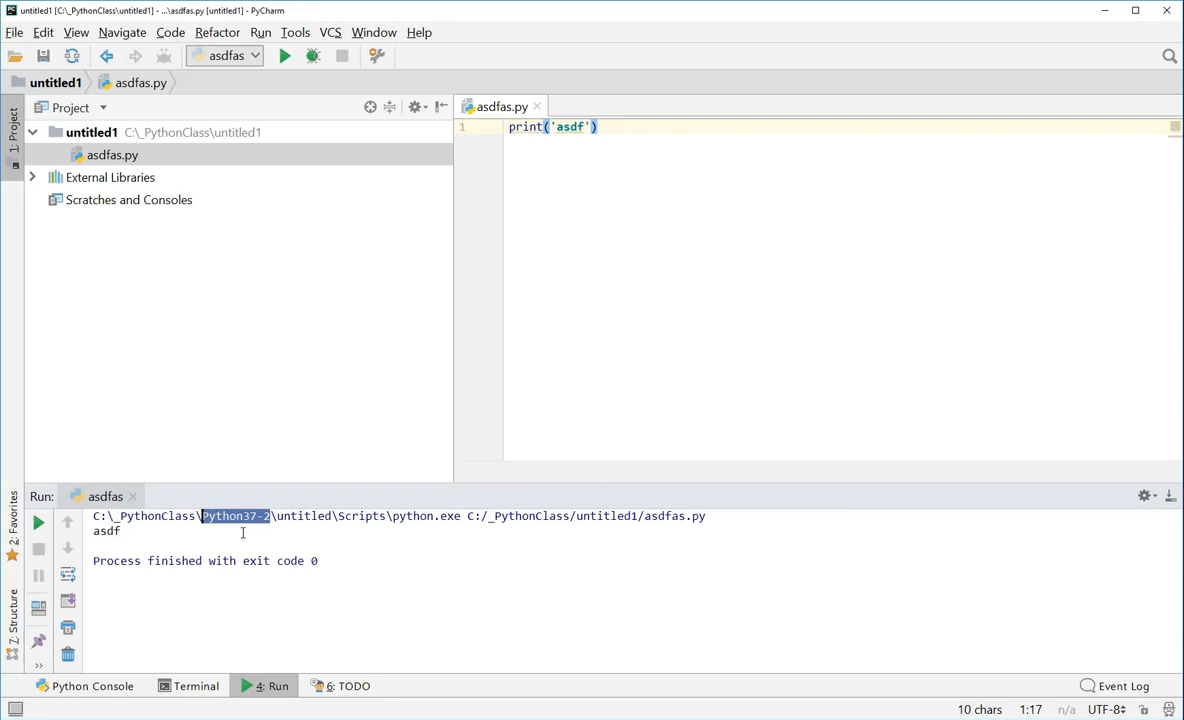 untitled1 [C:\_PythonClass\untitled1] - ...\asdfas.py [untitled1] - PyCharm
File Edit View Navigate Code Refactor Run Tools VCS Window Help
asdfas
untitled1 asdfas.py
1: Project
Project
asdfas.py
untitled1 C:\_PythonClass\untitled1
asdfas.py
External Libraries
Scratches and Consoles
1 print('asdf')
Run: asdfas
C:\_PythonClass\Python37-2\untitled\Scripts\python.exe C:/_PythonClass/untitled1/asdfas.py
asdf
Process finished with exit code 0
2: Favorites
7: Structure
Python Console Terminal 4: Run 6: TODO Event Log
10 chars 1:17 n/a UTF-8